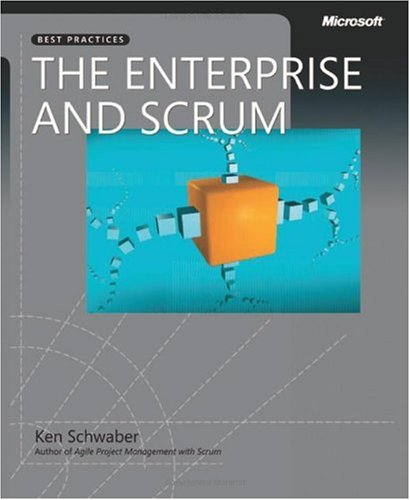 Microsoft®
BEST PRACTICES
THE ENTERPRISE
AND SCRUM
Ken Schwaber
Author of Agile Project Management with Scrum